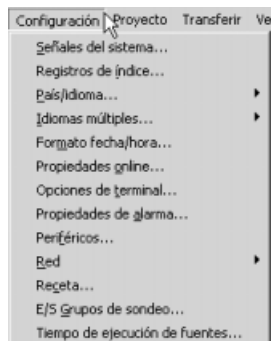 Configuración Proyecto Transferir Ve
Señales del sistema...
Registros de índice...
País/idioma...
Idiomas múltiples...
Formato fecha/hora...
Propiedades online...
Opciones de terminal...
Propiedades de alarma...
Periféricos...
Red
Receta...
E/S Grupos de sondeo...
Tiempo de ejecución de fuentes...